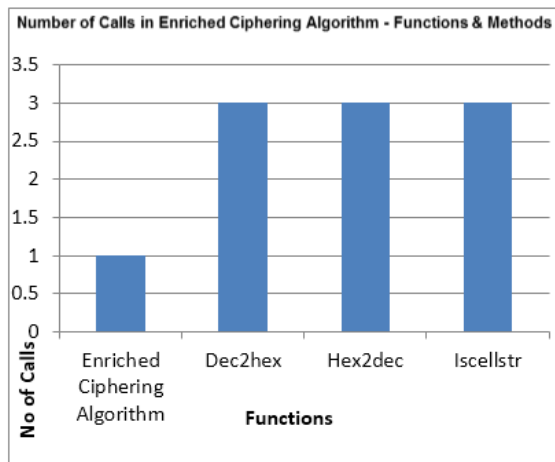 Number of Calls in Enriched Ciphering Algorithm - Functions & Methods
3.5
3
2.5
2
1.5
1
0.5
0
Enriched
Ciphering
Algorithm
Dec2hex
Hex2dec
Iscellstr
No of Calls
Functions